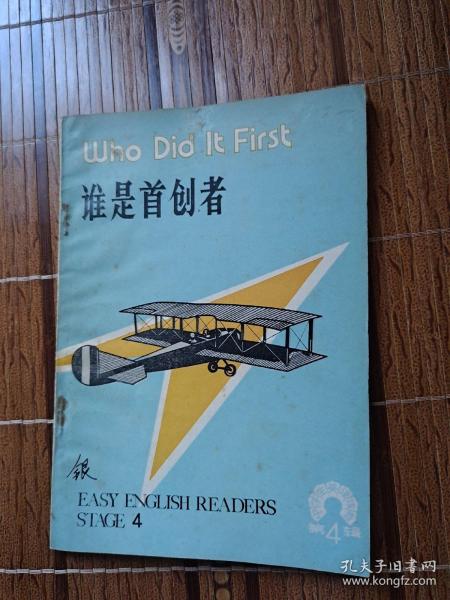 Who Did It First
谁是首创者
银
EASY ENGLISH READERS
STAGE 4
第4辑
孔夫子旧书网
www.kongfz.com